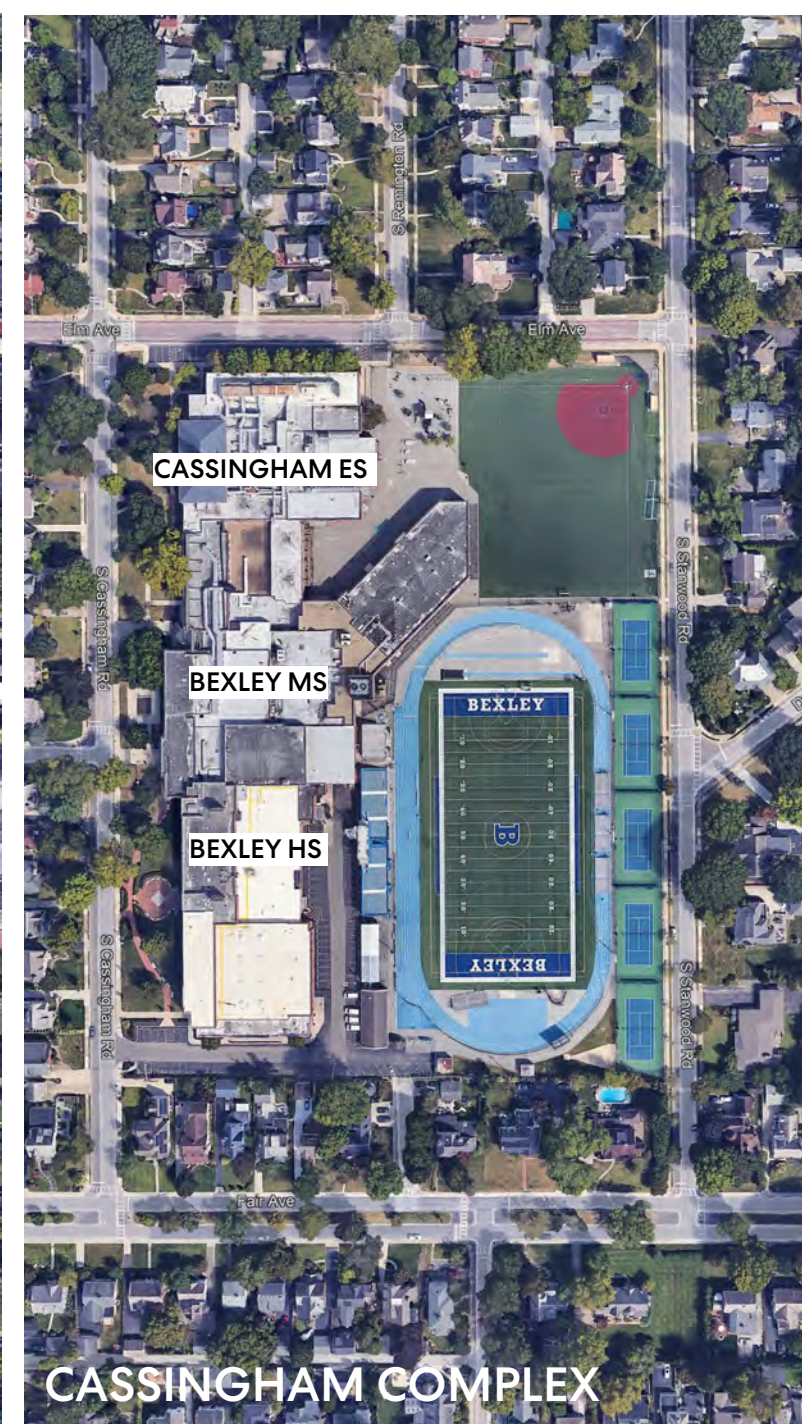 S Remington Rd
Elm Ave
Elm Ave
CASSINGHAM ES
S Cassingham Rd
S Stanwood Rd
BEXLEY MS
BEXLEY
B
BEXLEY HS
BEXLEY
S Cassingham Rd
S Stanwood Rd
Fair Ave
CASSINGHAM COMPLEX